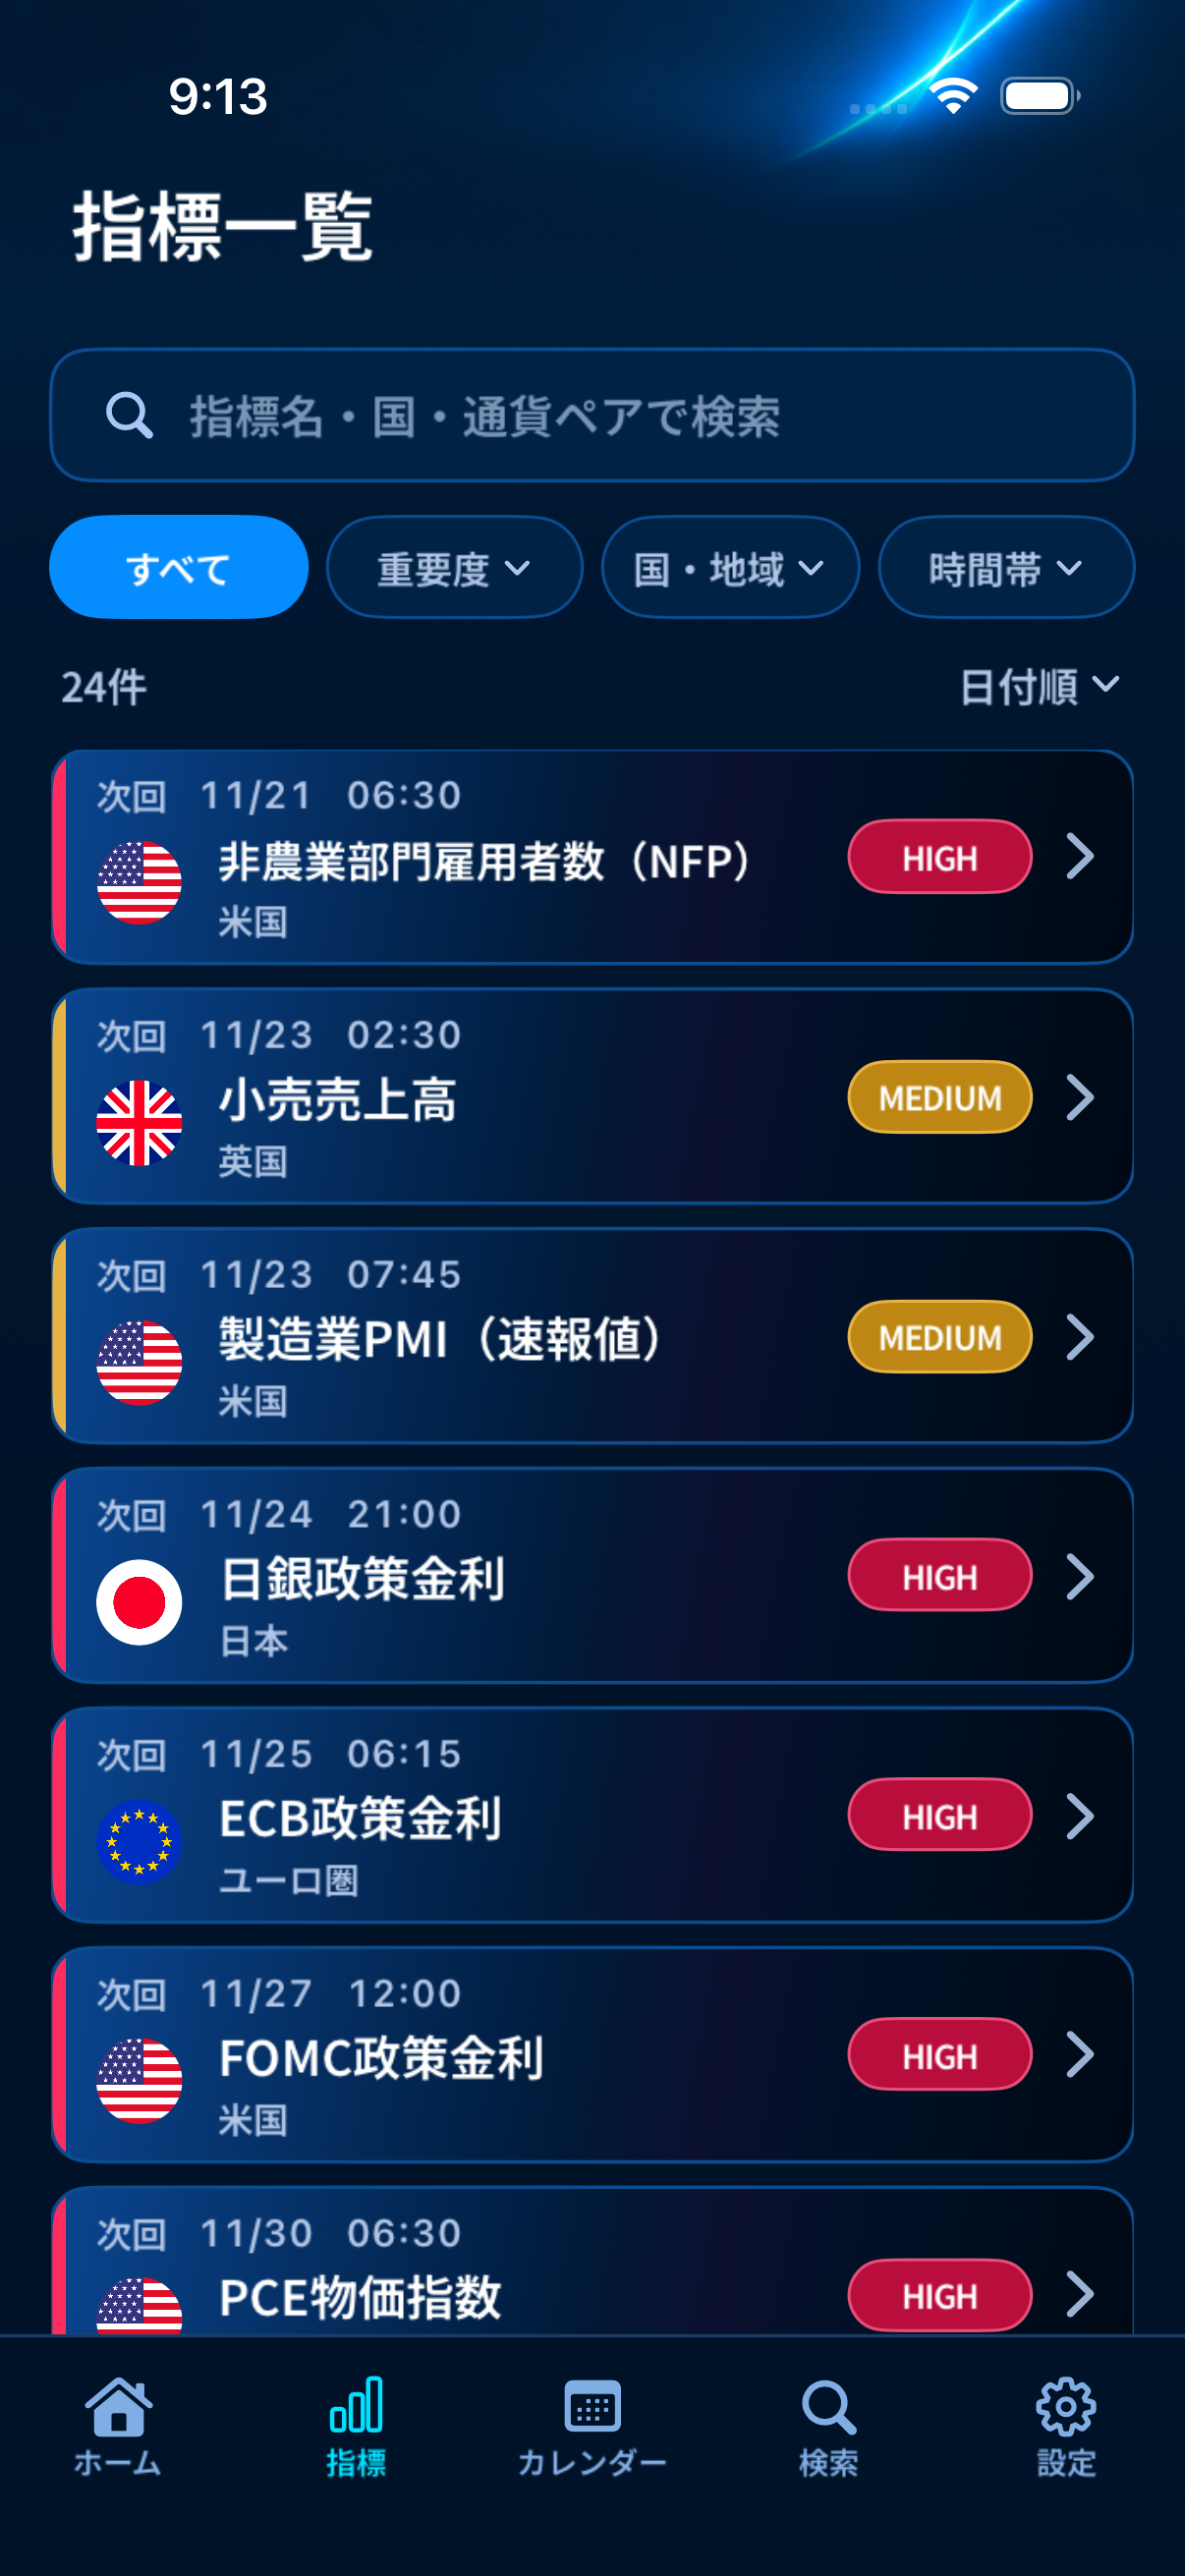 9:13
指標一覧
指標名・国・通貨ペアで検索
すべて 重要度 国・地域 時間帯
24件 日付順
次回 11/21 06:30
非農業部門雇用者数（NFP）
米国
HIGH
次回 11/23 02:30
小売売上高
英国
MEDIUM
次回 11/23 07:45
製造業PMI（速報値）
米国
MEDIUM
次回 11/24 21:00
日銀政策金利
日本
HIGH
次回 11/25 06:15
ECB政策金利
ユーロ圏
HIGH
次回 11/27 12:00
FOMC政策金利
米国
HIGH
次回 11/30 06:30
PCE物価指数
HIGH
ホーム 指標 カレンダー 検索 設定